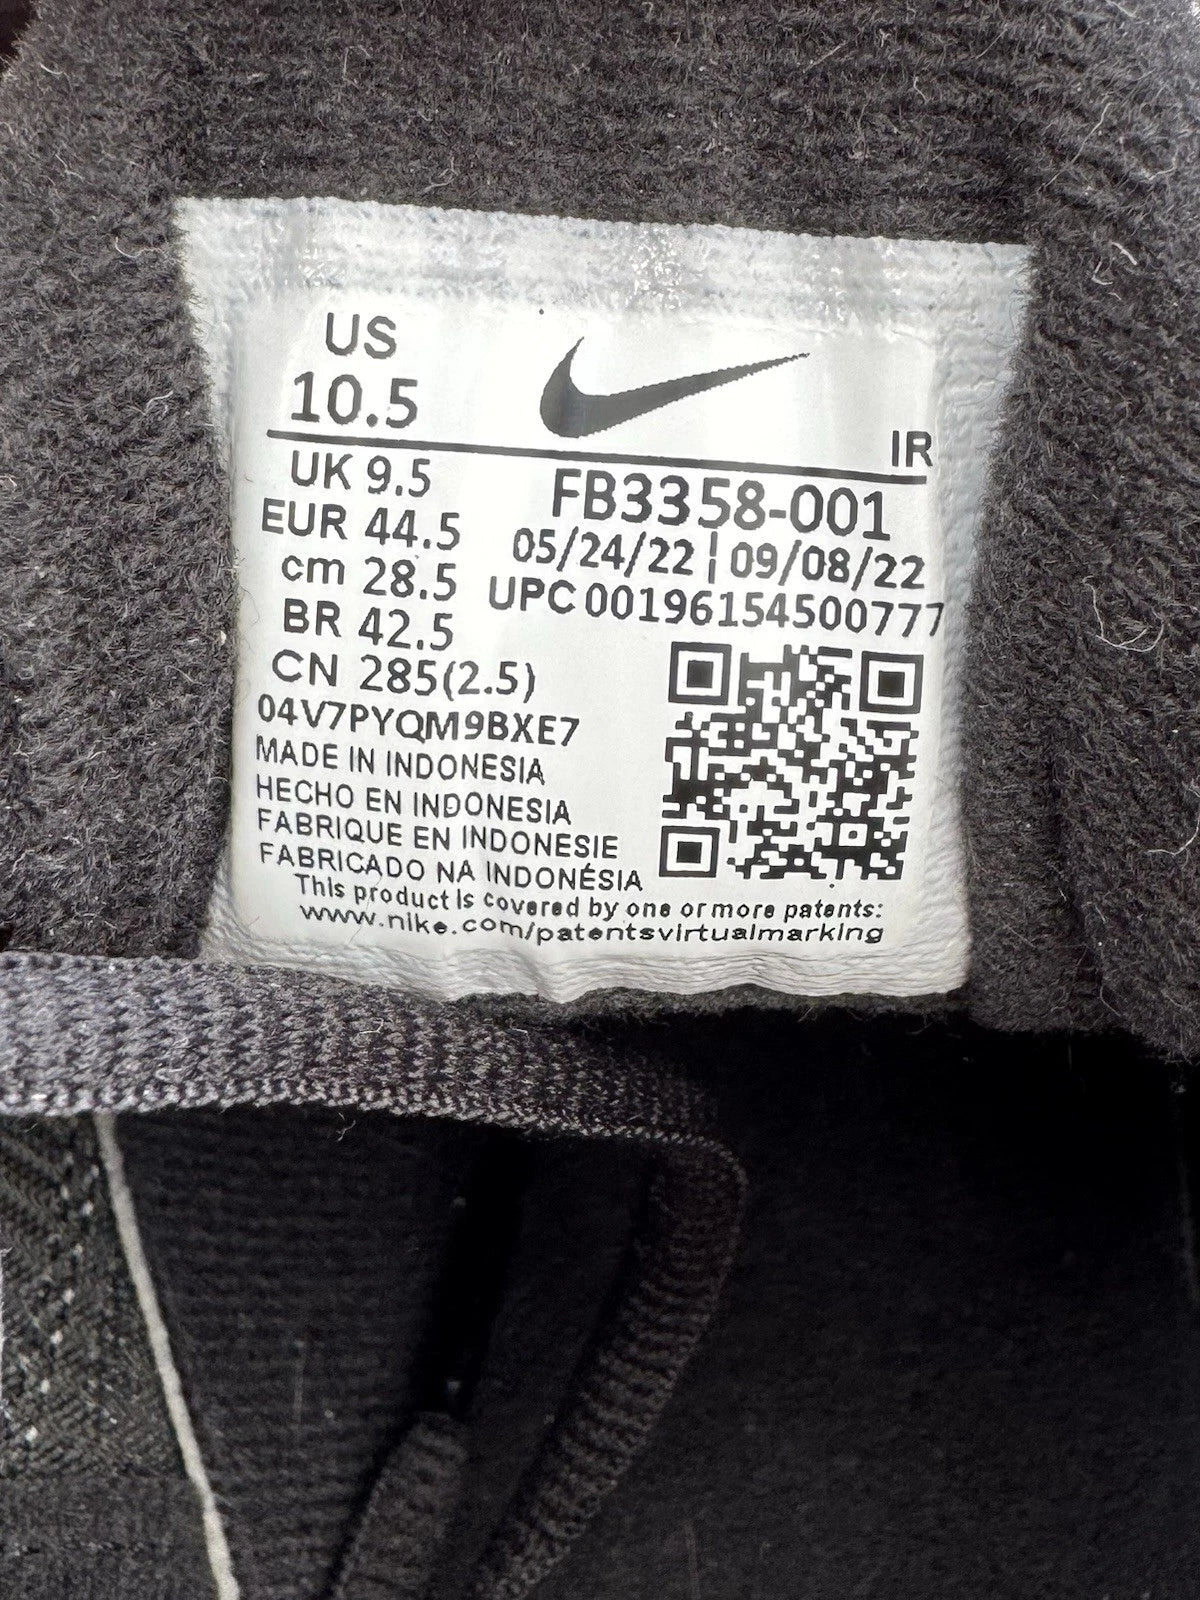 US
10.5
IR
UK 9.5
FB3358-001
EUR 44.5
05/24/22 | 09/08/22
cm 28.5
UPC 00196154500777
BR 42.5
CN 285(2.5)
04V7PYQM9BXE7
MADE IN INDONESIA
HECHO EN INDONESIA
FABRIQUE EN INDONESIE
FABRICADO NA INDONÉSIA
This product is covered by one or more patents:
www.nike.com/patentsvirtualmarking